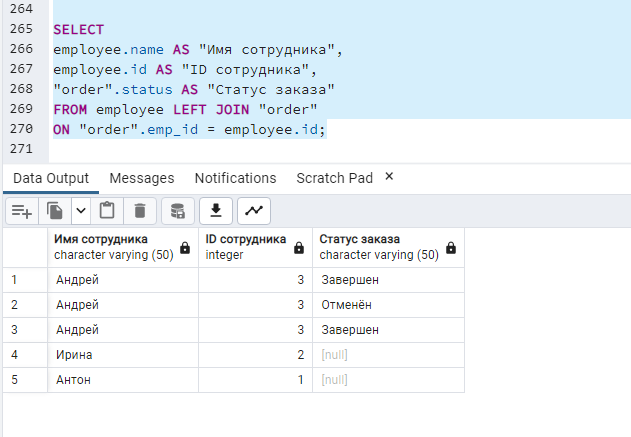 264
265 SELECT
266 employee.name AS "Имя сотрудника",
267 employee.id AS "ID сотрудника",
268 "order".status AS "Статус заказа"
269 FROM employee LEFT JOIN "order"
270 ON "order".emp_id = employee.id;
271
Data Output Messages Notifications Scratch Pad ×
Имя сотрудника ID сотрудника Статус заказа
character varying (50) integer character varying (50)
1 Андрей 3 Завершен
2 Андрей 3 Отменён
3 Андрей 3 Завершен
4 Ирина 2 [null]
5 Антон 1 [null]